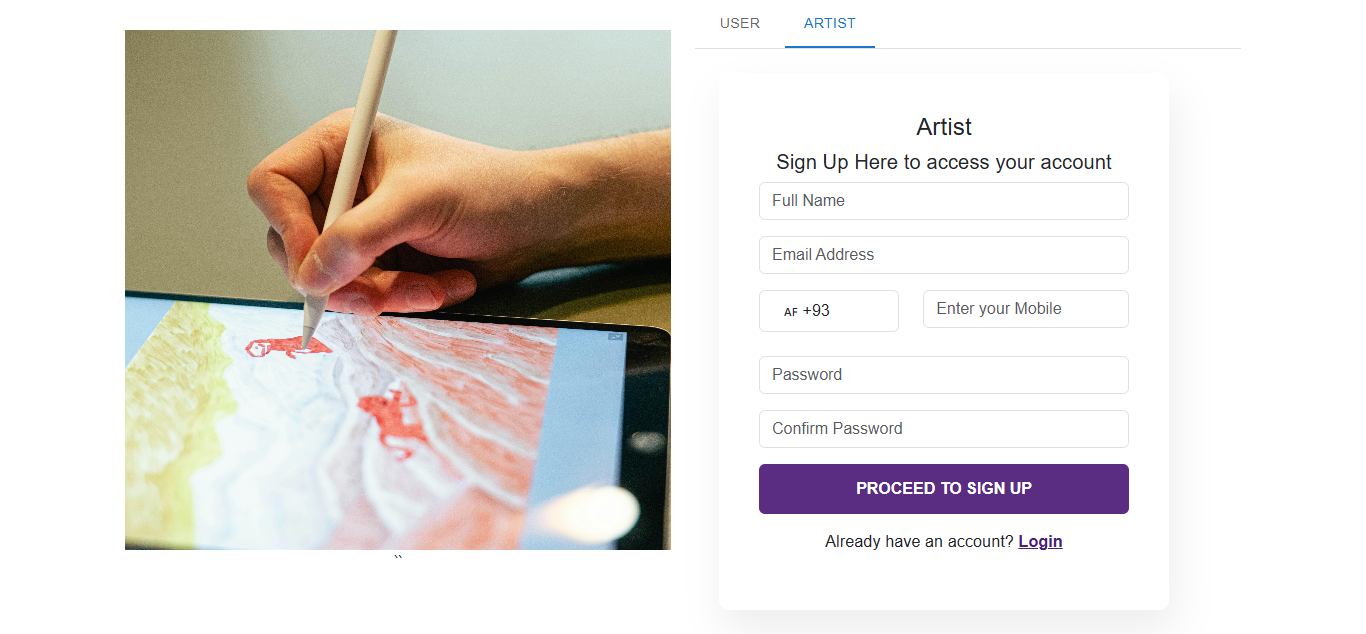 USER ARTIST
Artist
Sign Up Here to access your account
Full Name
Email Address
AF +93 Enter your Mobile
Password
Confirm Password
PROCEED TO SIGN UP
Already have an account? Login
``